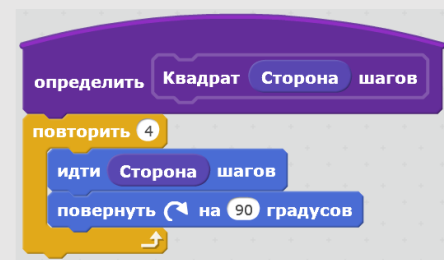 определить Квадрат Сторона шагов
повторить 4
идти Сторона шагов
повернуть на 90 градусов